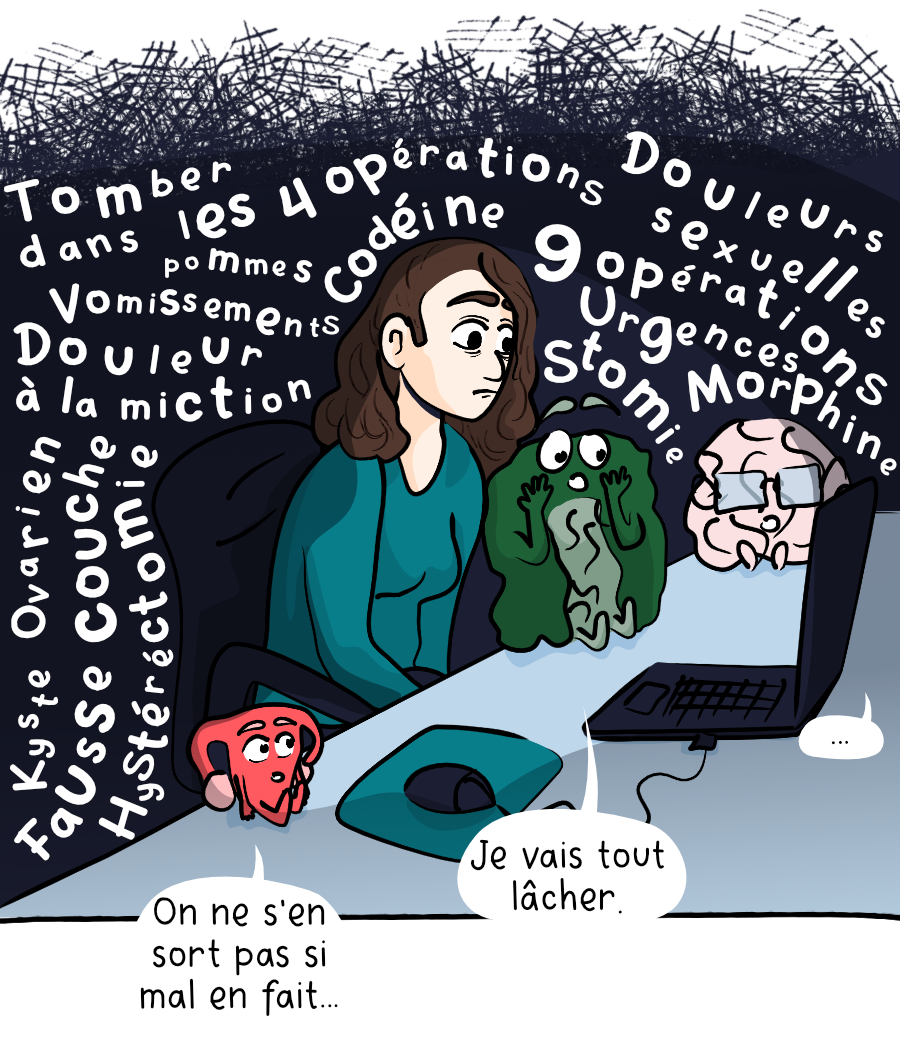 Tomber
dans les 4 opérations
pommes
Codéine
Douleurs
sexuelles
9 opérations
Urgences
Stomie
Morphine
Vomissements
Douleur
à la miction
Kyste Ovarien
Fausse couche
Hystérectomie
...
Je vais tout
lâcher.
On ne s'en
sort pas si
mal en fait...